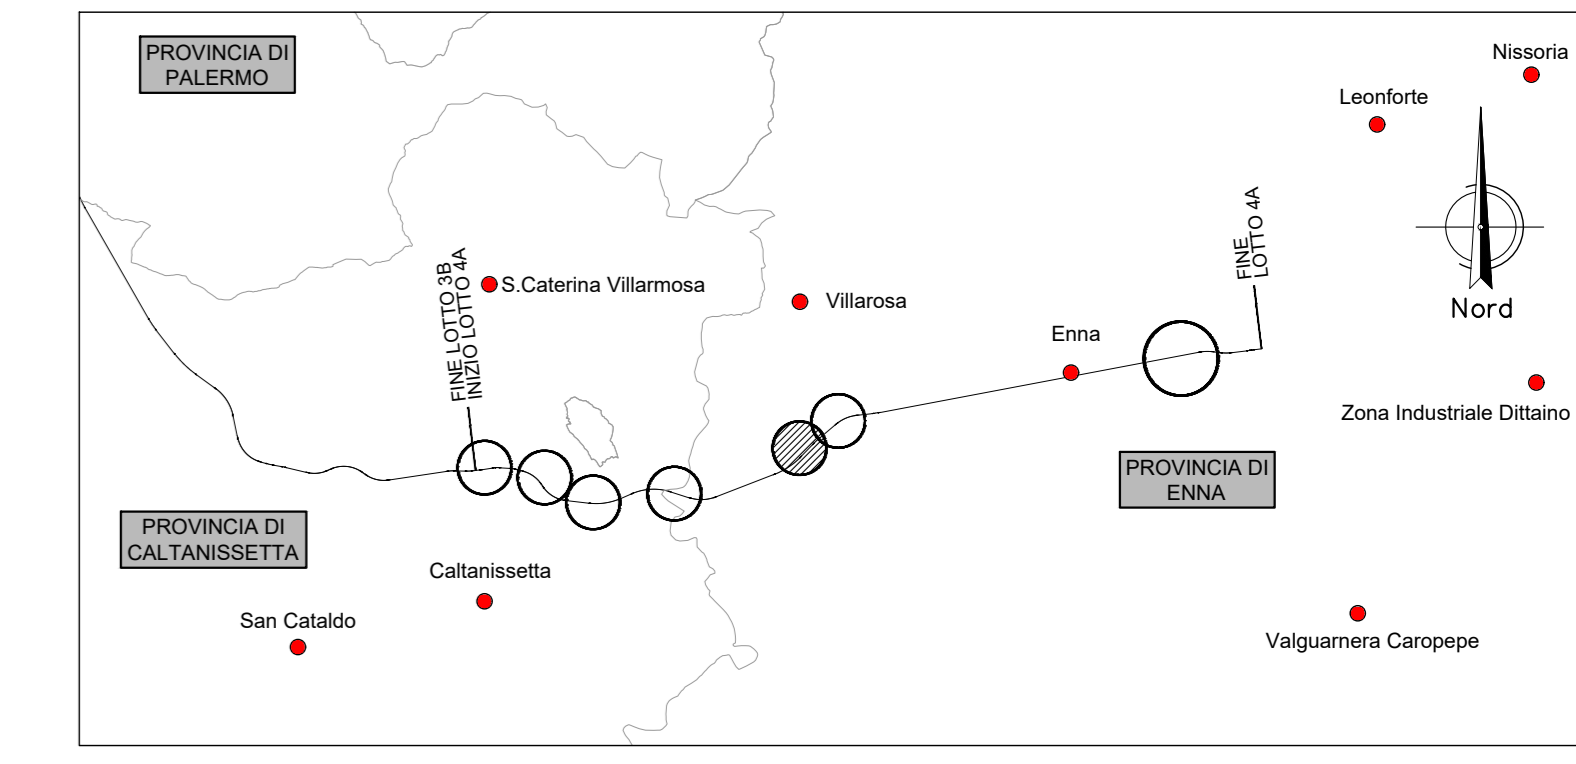 PROVINCIA DI
PALERMO
Nissoria
Leonforte
FINE
LOTTO 4A
FINE LOTTO 3B
INIZIO LOTTO 4A
S.Caterina Villarmosa
Villarosa
Nord
Enna
Zona Industriale Dittaino
PROVINCIA DI
ENNA
PROVINCIA DI
CALTANISSETTA
Caltanissetta
San Cataldo
Valguarnera Caropepe